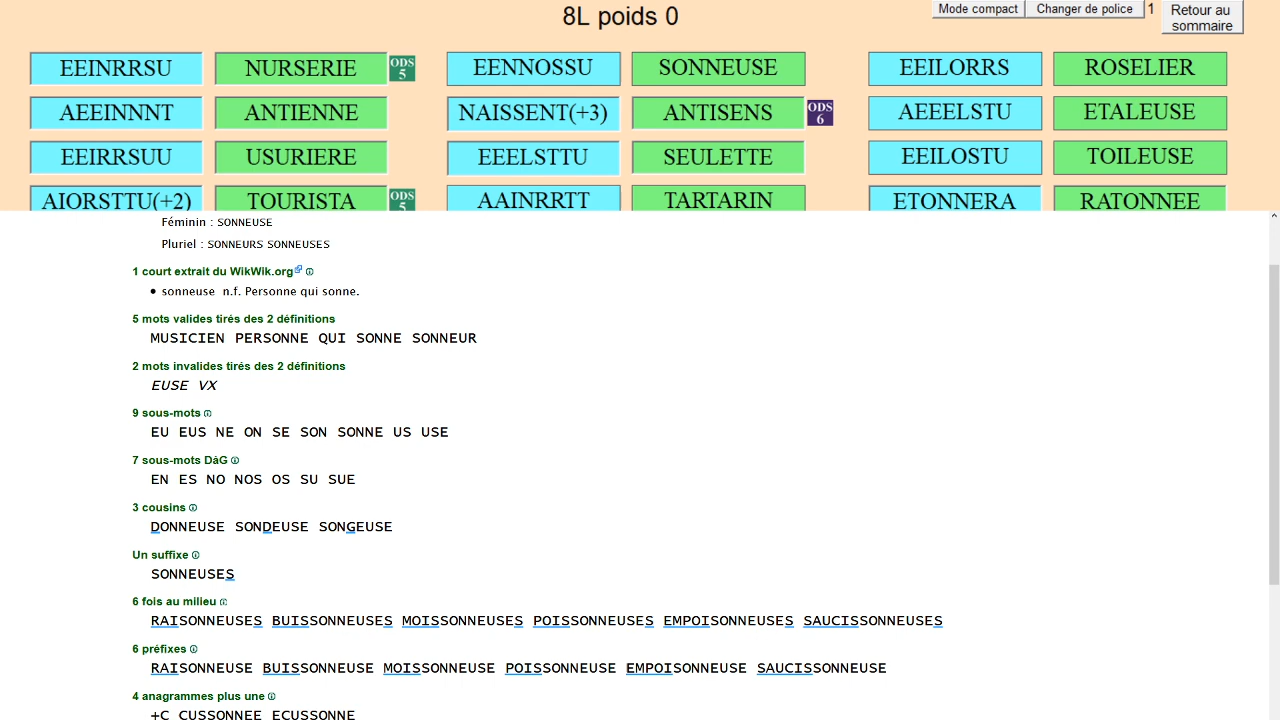 8L poids 0
Mode compact Changer de police 1 Retour au sommaire
EEINRRSU NURSERIE ODS 5 EENNOSSU SONNEUSE EEILORRS ROSELIER
AEEINNNT ANTIENNE NAISSENT(+3) ANTISENS ODS 6 AEEELSTU ETALEUSE
EEIRRSUU USURIERE EEELSTTU SEULETTE EEILOSTU TOILEUSE
AIORSTTU(+2) TOURISTA ODS 5 AAINRRTT TARTARIN ETONNERA RATONNEE
Féminin : SONNEUSE
Pluriel : SONNEURS SONNEUSES
1 court extrait du WikWik.org
• sonneuse n.f. Personne qui sonne.
5 mots valides tirés des 2 définitions
MUSICIEN PERSONNE QUI SONNE SONNEUR
2 mots invalides tirés des 2 définitions
EUSE VX
9 sous-mots
EU EUS NE ON SE SON SONNE US USE
7 sous-mots DàG
EN ES NO NOS OS SU SUE
3 cousins
DONNEUSE SONDEUSE SONGEUSE
Un suffixe
SONNEUSES
6 fois au milieu
RAISONNEUSES BUISSONNEUSES MOISSONNEUSES POISSONNEUSES EMPOISONNEUSES SAUCISSONNEUSES
6 préfixes
RAISONNEUSE BUISSONNEUSE MOISSONNEUSE POISSONNEUSE EMPOISONNEUSE SAUCISSONNEUSE
4 anagrammes plus une
+C CUSSONNEE ECUSSONNE